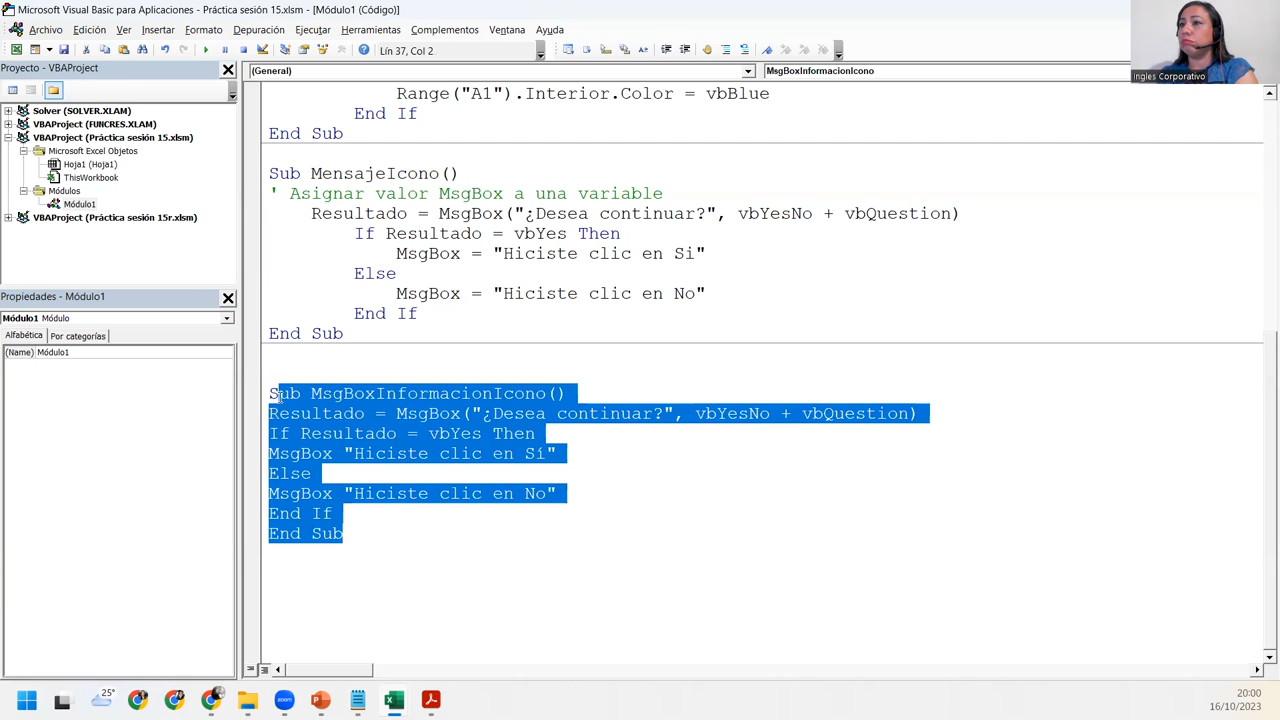 Microsoft Visual Basic para Aplicaciones - Práctica sesión 15.xlsm - [Módulo1 (Código)]
Archivo Edición Ver Insertar Formato Depuración Ejecutar Herramientas Complementos Ventana Ayuda
Lín 37, Col 2
Proyecto - VBAProject
(General)
MsgBoxInformacionIcono
Ingles Corporativo
Solver (SOLVER.XLAM)
VBAProject (FUNCRES.XLAM)
VBAProject (Práctica sesión 15.xlsm)
Microsoft Excel Objetos
Hoja1 (Hoja1)
ThisWorkbook
Módulos
Módulo1
VBAProject (Práctica sesión 15r.xlsm)
Propiedades - Módulo1
Módulo1 Módulo
Alfabética Por categorías
(Name) Módulo1
Range("A1").Interior.Color = vbBlue
End If
End Sub
Sub MensajeIcono()
' Asignar valor MsgBox a una variable
Resultado = MsgBox("¿Desea continuar?", vbYesNo + vbQuestion)
If Resultado = vbYes Then
MsgBox = "Hiciste clic en Si"
Else
MsgBox = "Hiciste clic en No"
End If
End Sub
Sub MsgBoxInformacionIcono()
Resultado = MsgBox("¿Desea continuar?", vbYesNo + vbQuestion)
If Resultado = vbYes Then
MsgBox "Hiciste clic en Sí"
Else
MsgBox "Hiciste clic en No"
End If
End Sub
25°
zoom
20:00
16/10/2023